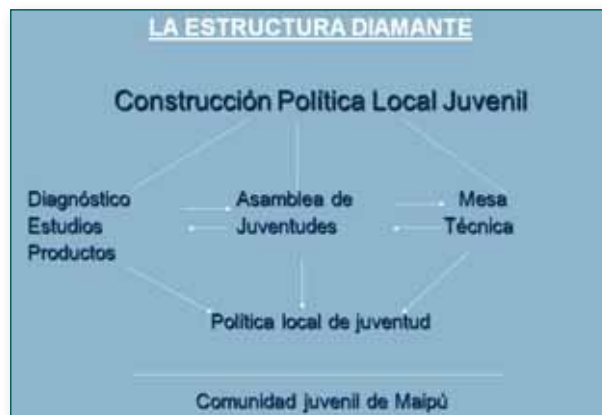 LA ESTRUCTURA DIAMANTE
Construcción Política Local Juvenil
Diagnóstico
Estudios
Productos
Asamblea de
Juventudes
Mesa
Técnica
Política local de juventud
Comunidad juvenil de Maipú